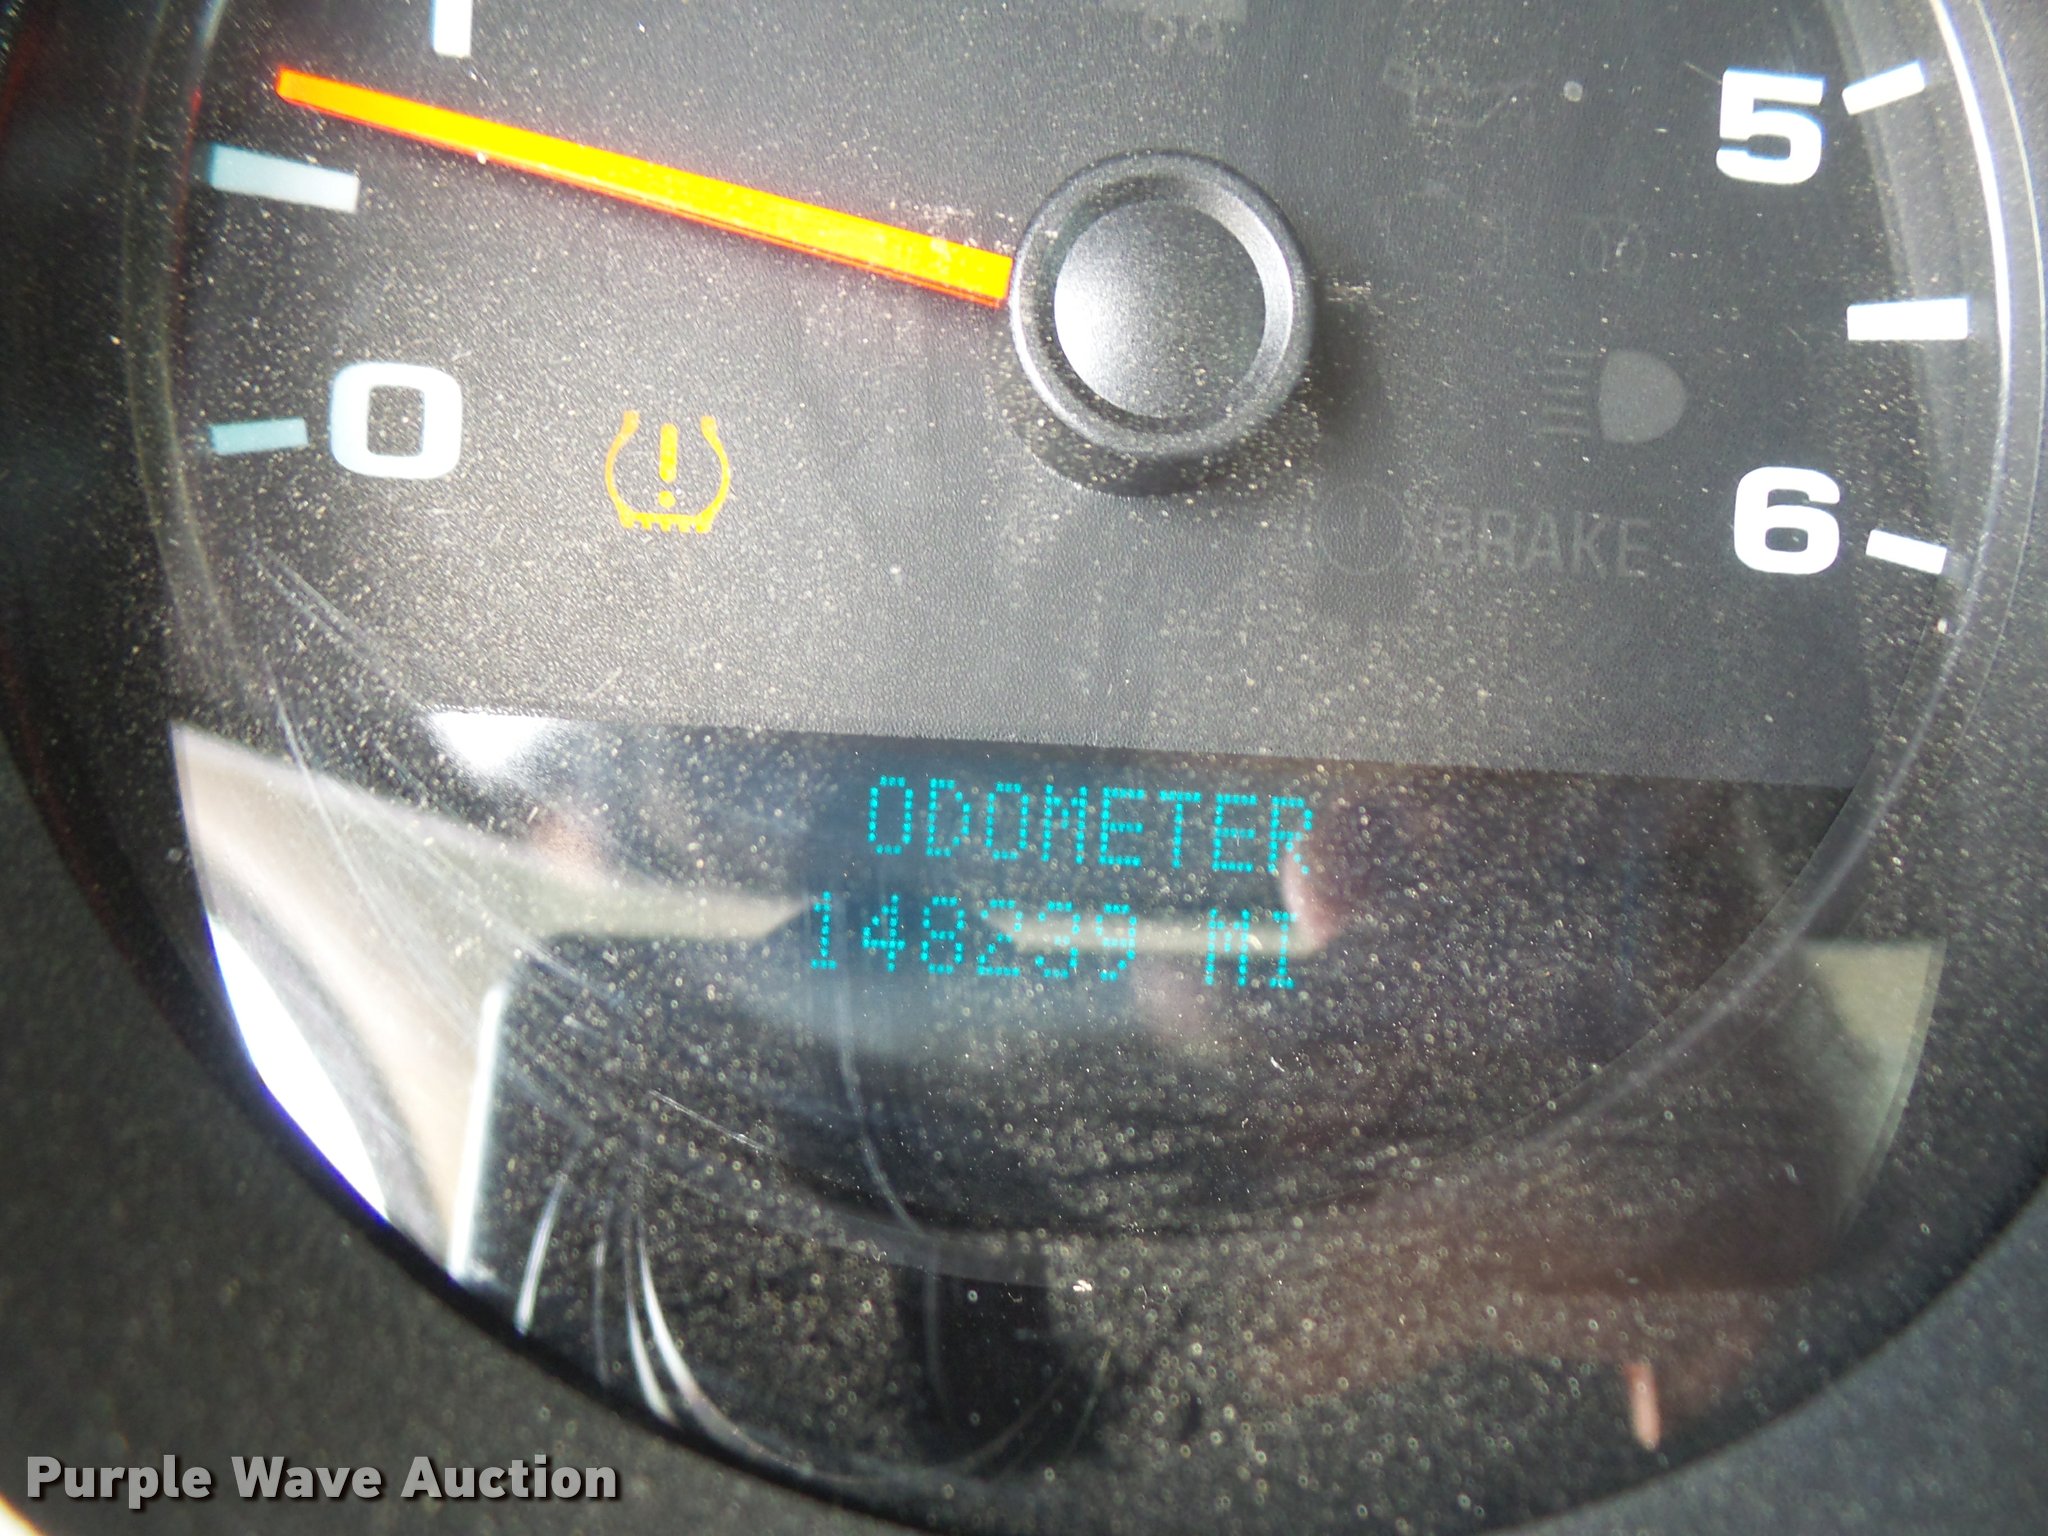 5
0
6
BRAKE
ODOMETER
148239 MI
Purple Wave Auction